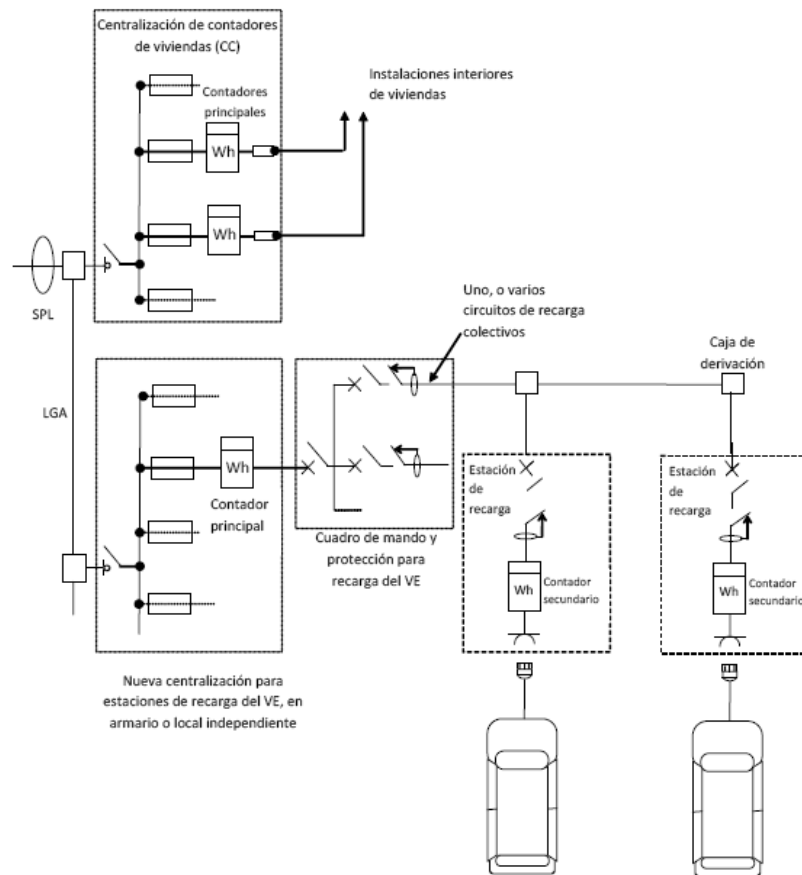 Centralización de contadores
de viviendas (CC)
Contadores
principales
Wh
Wh
Instalaciones interiores
de viviendas
SPL
LGA
Uno, o varios
circuitos de recarga
colectivos
Caja de
derivación
Wh
Contador
principal
Cuadro de mando y
protección para
recarga del VE
Nueva centralización para
estaciones de recarga del VE, en
armario o local independiente
Estación
de
recarga
Wh
Contador
secundario
Estación
de
recarga
Wh
Contador
secundario